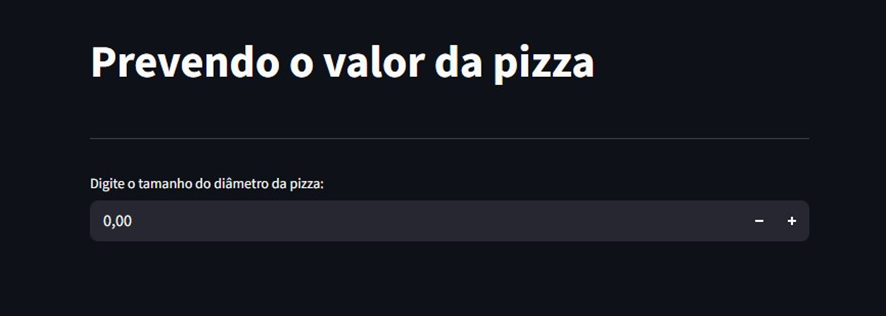 Prevendo o valor da pizza
Digite o tamanho do diâmetro da pizza:
0,00 − +